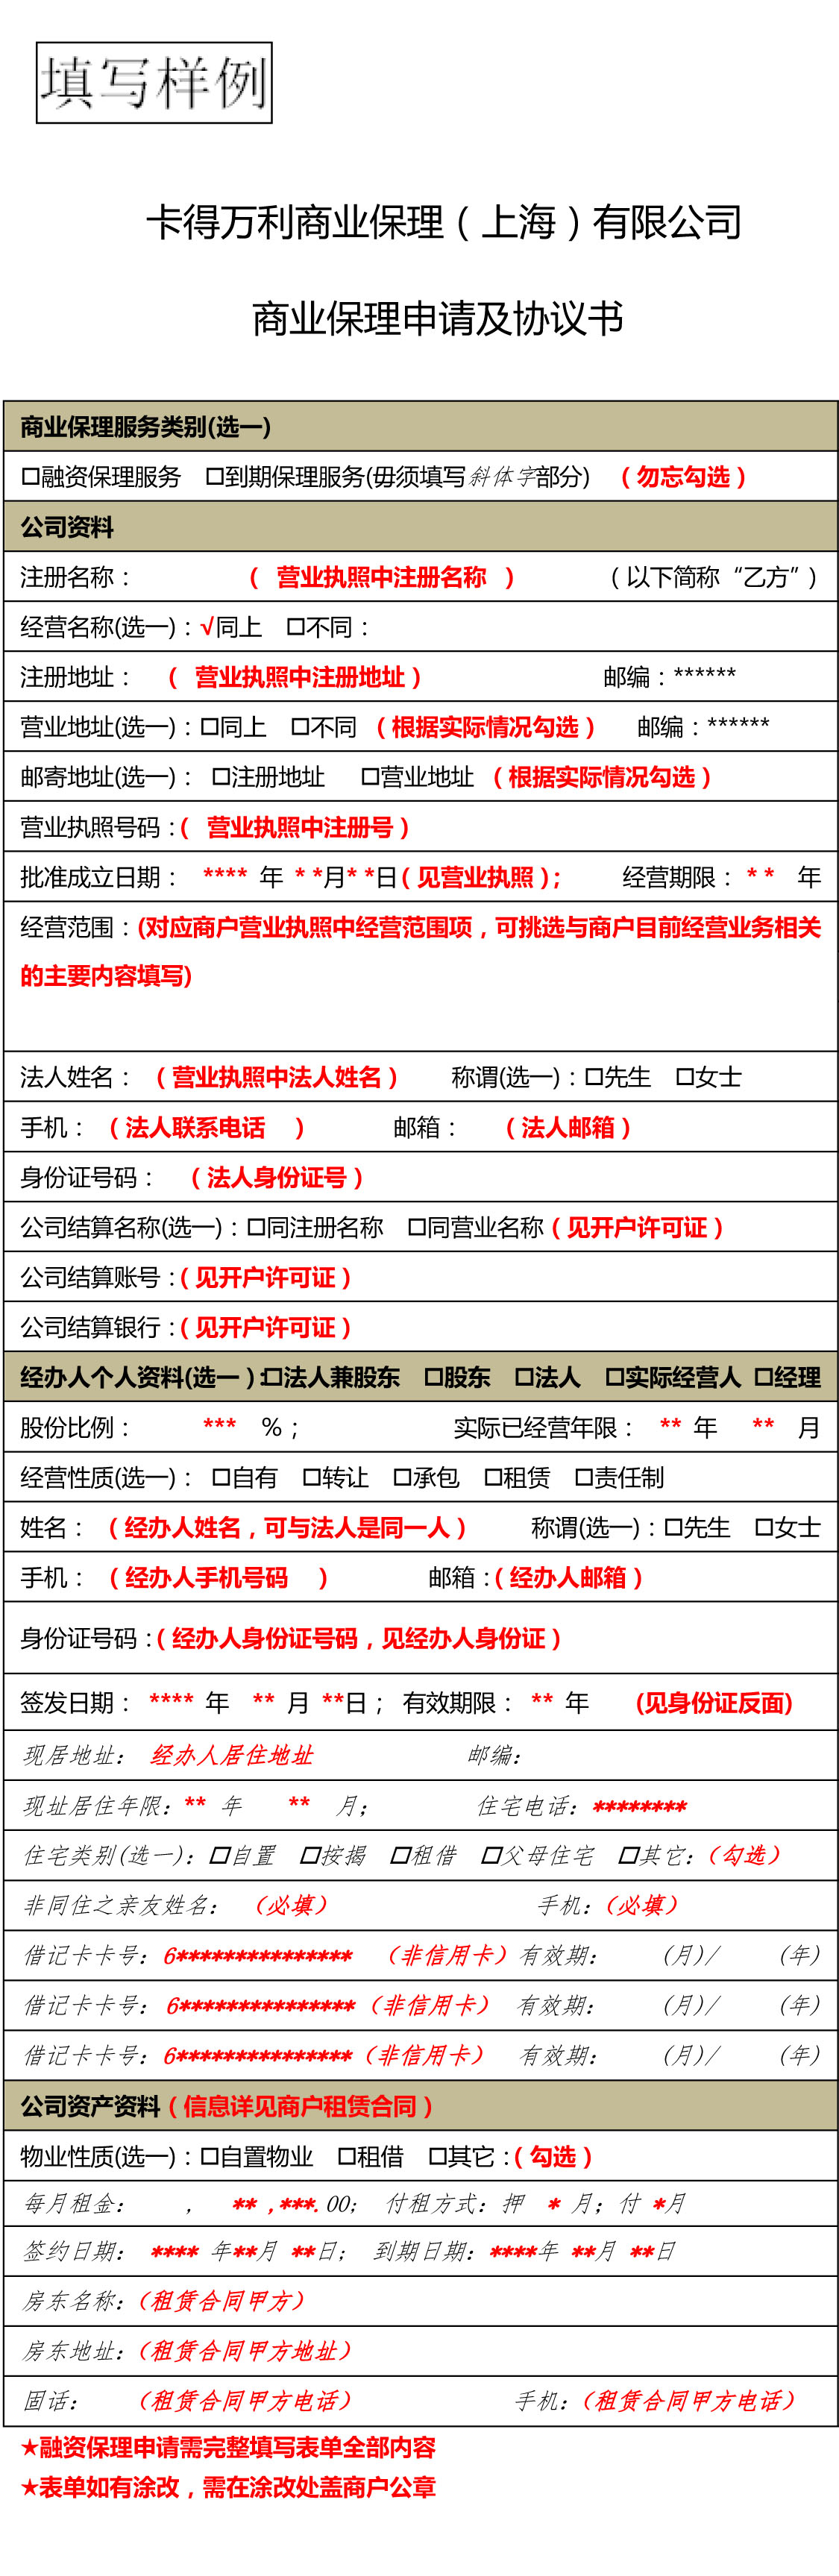 填写样例
卡得万利商业保理（上海）有限公司
商业保理申请及协议书
商业保理服务类别(选一)
□融资保理服务 □到期保理服务(毋须填写斜体字部分) （勿忘勾选）
公司资料
注册名称： （ 营业执照中注册名称 ） （以下简称“乙方”）
经营名称(选一)：√同上 □不同：
注册地址： （ 营业执照中注册地址） 邮编：******
营业地址(选一)：□同上 □不同 （根据实际情况勾选） 邮编：******
邮寄地址(选一)： □注册地址 □营业地址 （根据实际情况勾选）
营业执照号码：（ 营业执照中注册号）
批准成立日期： **** 年 * *月* *日（见营业执照）； 经营期限： * * 年
经营范围：(对应商户营业执照中经营范围项，可挑选与商户目前经营业务相关
的主要内容填写)
法人姓名： （营业执照中法人姓名） 称谓(选一)：□先生 □女士
手机： （法人联系电话 ） 邮箱： （法人邮箱）
身份证号码： （法人身份证号）
公司结算名称(选一)：□同注册名称 □同营业名称（见开户许可证）
公司结算账号：（见开户许可证）
公司结算银行：（见开户许可证）
经办人个人资料(选一)：□法人兼股东 □股东 □法人 □实际经营人 □经理
股份比例： *** %； 实际已经营年限： ** 年 ** 月
经营性质(选一)： □自有 □转让 □承包 □租赁 □责任制
姓名： （经办人姓名，可与法人是同一人） 称谓(选一)：□先生 □女士
手机： （经办人手机号码 ） 邮箱：（经办人邮箱）
身份证号码：（经办人身份证号码，见经办人身份证）
签发日期： **** 年 ** 月 **日； 有效期限： ** 年 (见身份证反面)
现居地址： 经办人居住地址 邮编：
现址居住年限：** 年 ** 月； 住宅电话：********
住宅类别(选一)：□自置 □按揭 □租借 □父母住宅 □其它：（勾选）
非同住之亲友姓名： （必填） 手机：（必填）
借记卡卡号：6*************** （非信用卡）有效期： (月)/ (年)
借记卡卡号：6***************（非信用卡） 有效期： (月)/ (年)
借记卡卡号：6***************（非信用卡） 有效期： (月)/ (年)
公司资产资料（信息详见商户租赁合同）
物业性质(选一)：□自置物业 □租借 □其它：（勾选）
每月租金： ， ** ,***.00； 付租方式：押 * 月；付 *月
签约日期： **** 年**月 **日； 到期日期：****年 **月 **日
房东名称：（租赁合同甲方）
房东地址：（租赁合同甲方地址）
固话： （租赁合同甲方电话） 手机：（租赁合同甲方电话）
★融资保理申请需完整填写表单全部内容
★表单如有涂改，需在涂改处盖商户公章